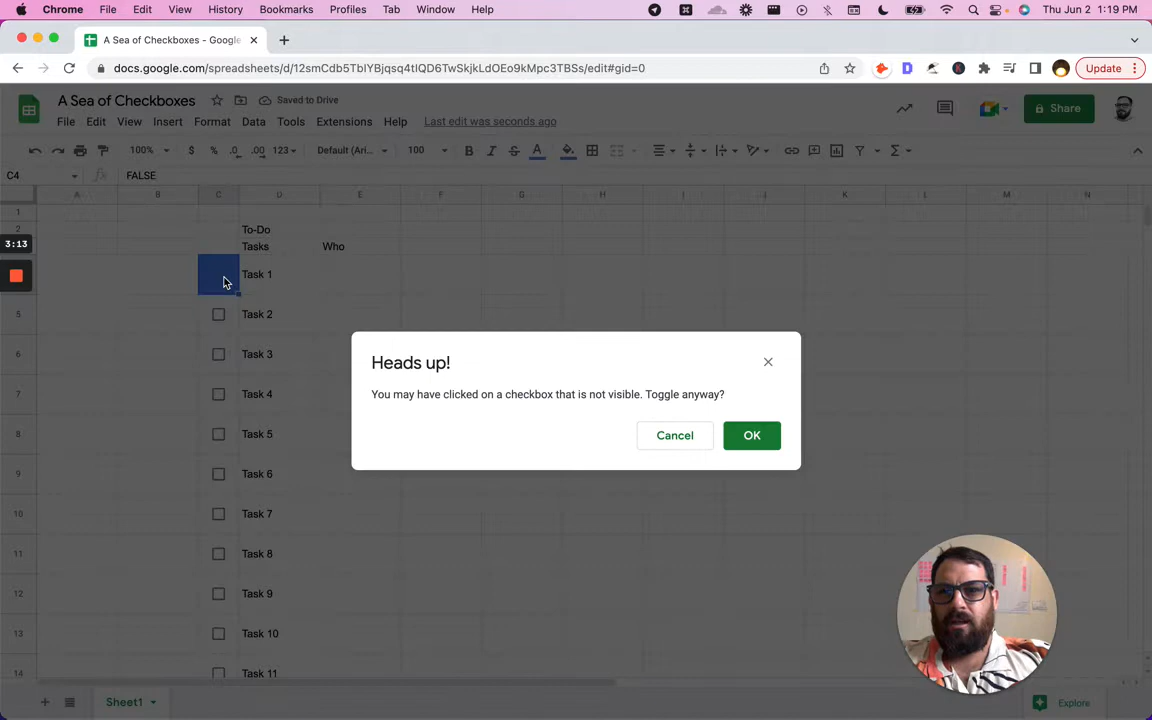 Chrome File Edit View History Bookmarks Profiles Tab Window Help Thu Jun 2 1:19 PM
A Sea of Checkboxes - Google
docs.google.com/spreadsheets/d/12smCdb5TbIYBjqsq4tIQD6TwSkjkLdOEo9kMpc3TBSs/edit#gid=0 Update
A Sea of Checkboxes Saved to Drive
Share
File Edit View Insert Format Data Tools Extensions Help Last edit was seconds ago
100% $ % .0 .00 123 Default (Ari... 100 B I S A
C4 fx FALSE
A B C D E F G H I J K L M N
1
2 To-Do
3:13 Tasks Who
Task 1
5 Task 2
6 Task 3
7 Task 4
8 Task 5
9 Task 6
10 Task 7
11 Task 8
12 Task 9
13 Task 10
14 Task 11
Heads up!
You may have clicked on a checkbox that is not visible. Toggle anyway?
Cancel OK
Sheet1 Explore